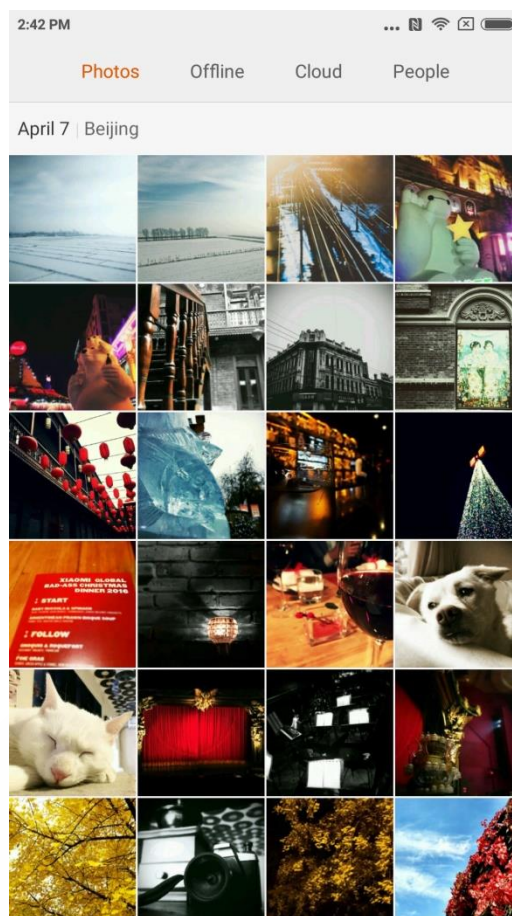 2:42 PM
Photos Offline Cloud People
April 7 | Beijing
XIAOMI GLOBAL
BAD-ASS CHRISTMAS
DINNER 2016
: START
: FOLLOW